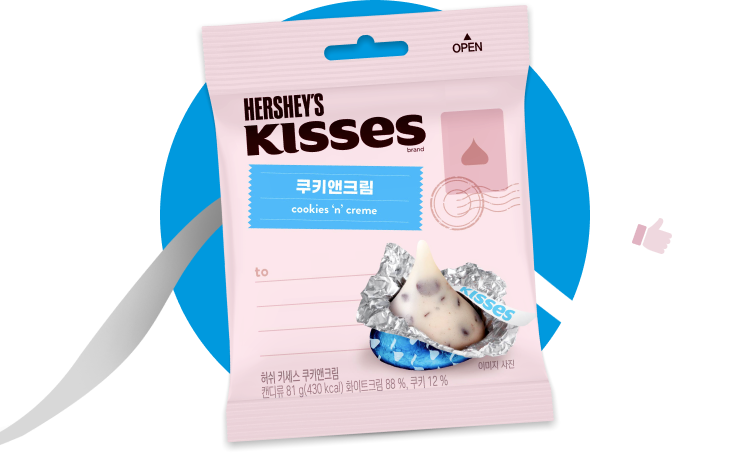 OPEN
HERSHEY'S
KISSES
brand
쿠키앤크림
cookies 'n' creme
to
KISSES
이미지 사진
허쉬 키세스 쿠키앤크림
캔디류 81 g(430 kcal) 화이트크림 88 %, 쿠키 12 %